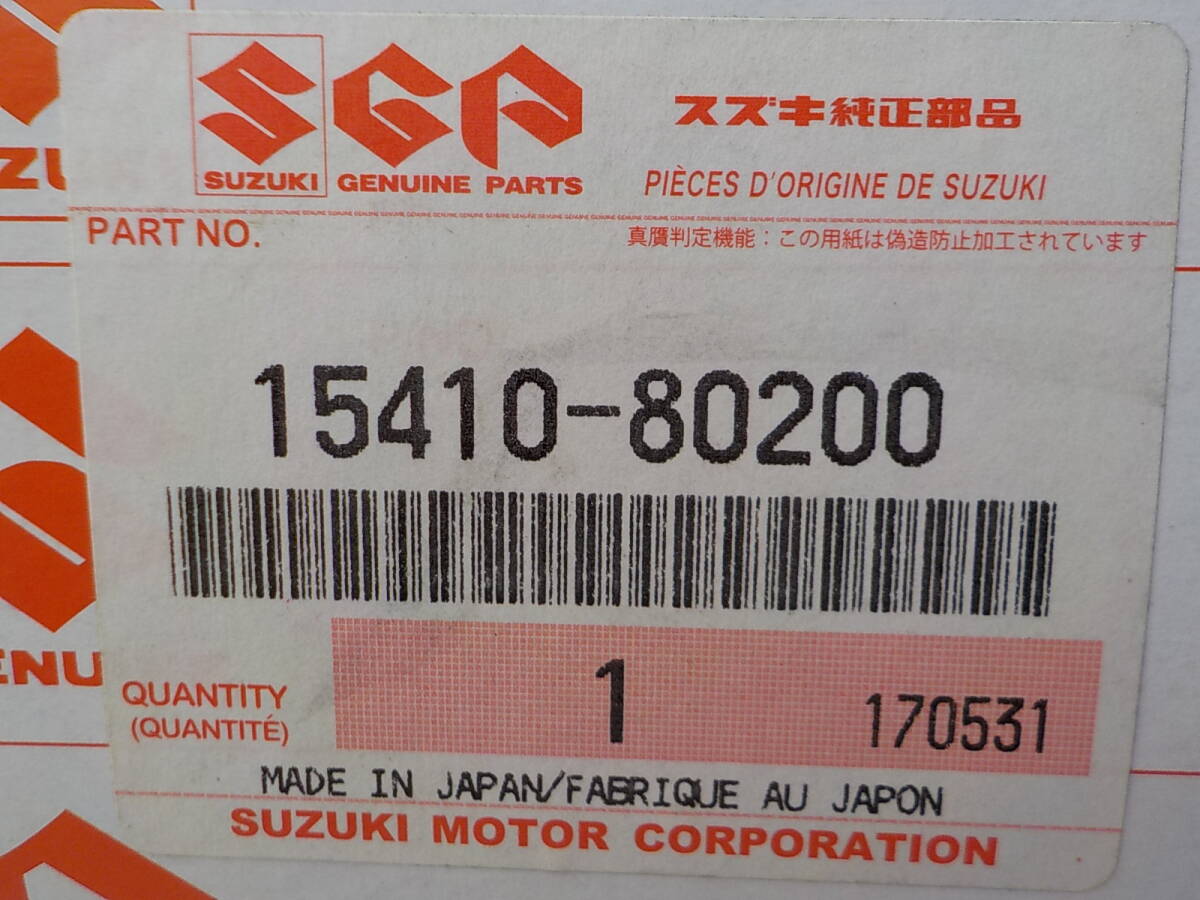 SGP
SUZUKI GENUINE PARTS
スズキ純正部品
PIÈCES D'ORIGINE DE SUZUKI
PART NO.
真贋判定機能：この用紙は偽造防止加工されています
15410-80200
QUANTITY
(QUANTITÉ)
1
170531
MADE IN JAPAN/FABRIQUE AU JAPON
SUZUKI MOTOR CORPORATION
ZU
ENU